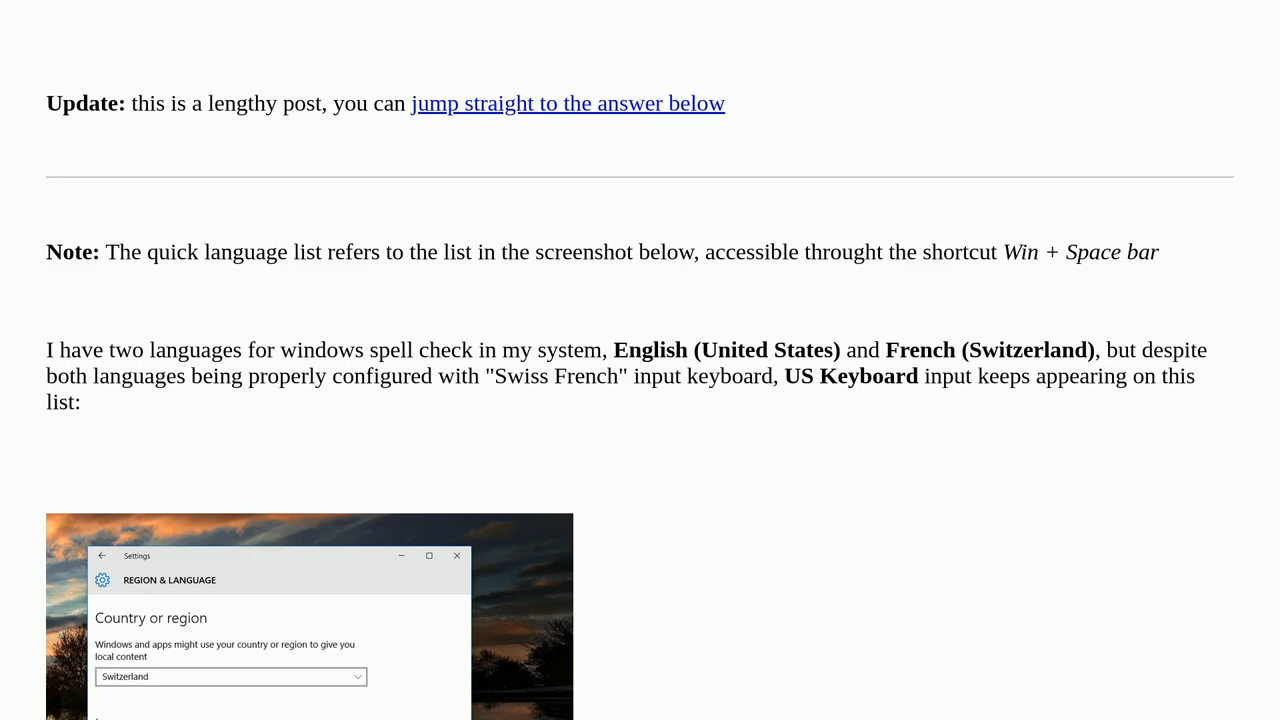 Update: this is a lengthy post, you can jump straight to the answer below
Note: The quick language list refers to the list in the screenshot below, accessible throught the shortcut Win + Space bar
I have two languages for windows spell check in my system, English (United States) and French (Switzerland), but despite
both languages being properly configured with "Swiss French" input keyboard, US Keyboard input keeps appearing on this
list:
Settings
REGION & LANGUAGE
Country or region
Windows and apps might use your country or region to give you
local content
Switzerland